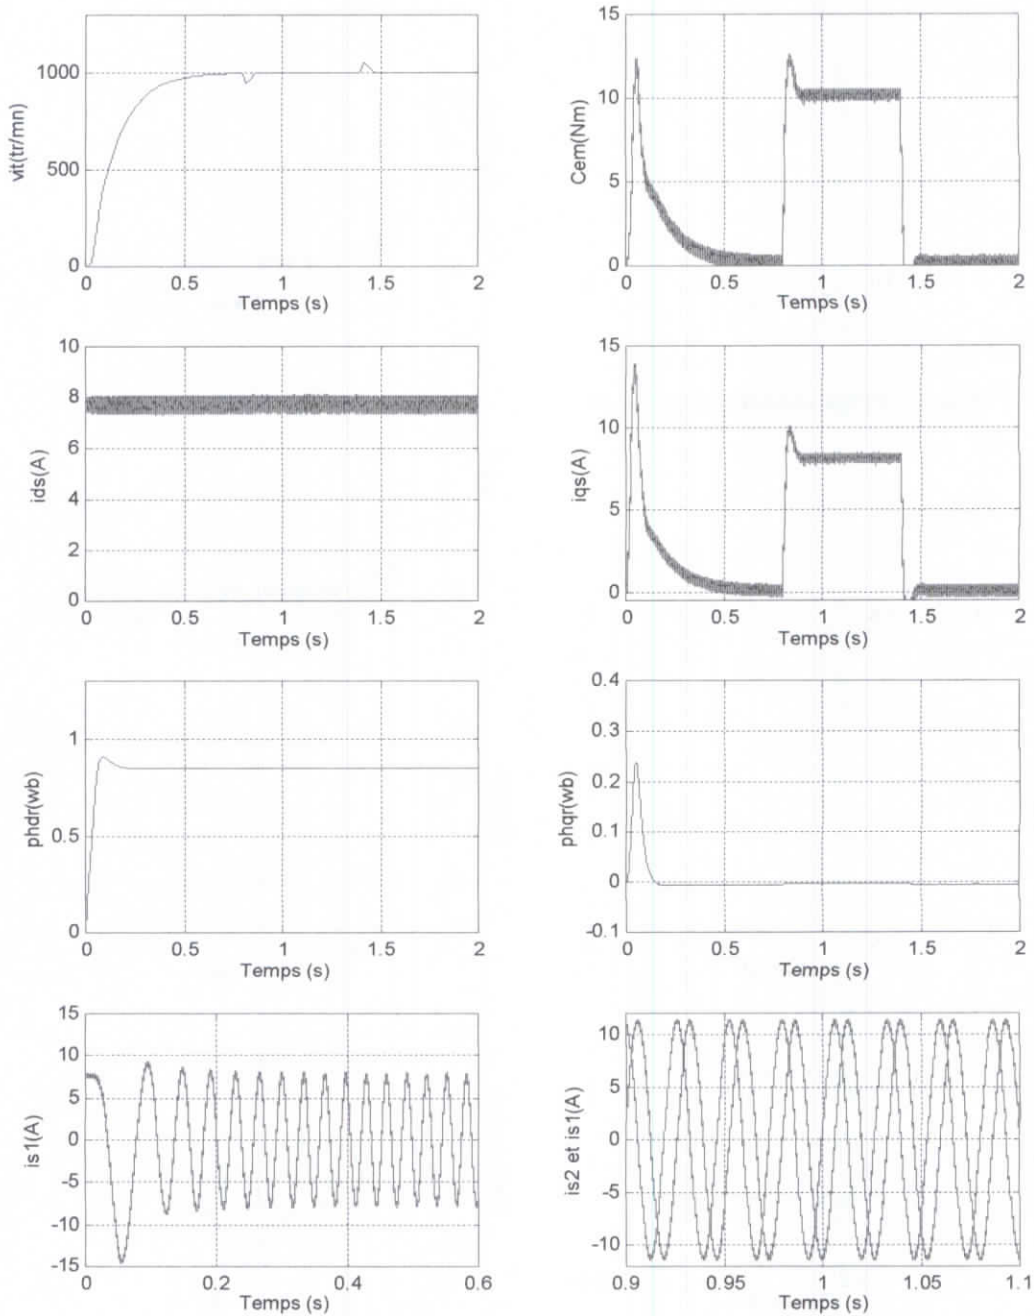 vit(tr/mn)
1000
500
0
0 0.5 1 1.5 2
Temps (s)
Cem(Nm)
15
10
5
0
0 0.5 1 1.5 2
Temps (s)
ids(A)
10
8
6
4
2
0
0 0.5 1 1.5 2
Temps (s)
iqs(A)
15
10
5
0
0 0.5 1 1.5 2
Temps (s)
phdr(wb)
1
0.5
0
0 0.5 1 1.5 2
Temps (s)
phqr(wb)
0.4
0.3
0.2
0.1
0
-0.1
0 0.5 1 1.5 2
Temps (s)
is1(A)
15
10
5
0
-5
-10
-15
0 0.2 0.4 0.6
Temps (s)
is2 et is1(A)
10
5
0
-5
-10
0.9 0.95 1 1.05 1.1
Temps (s)